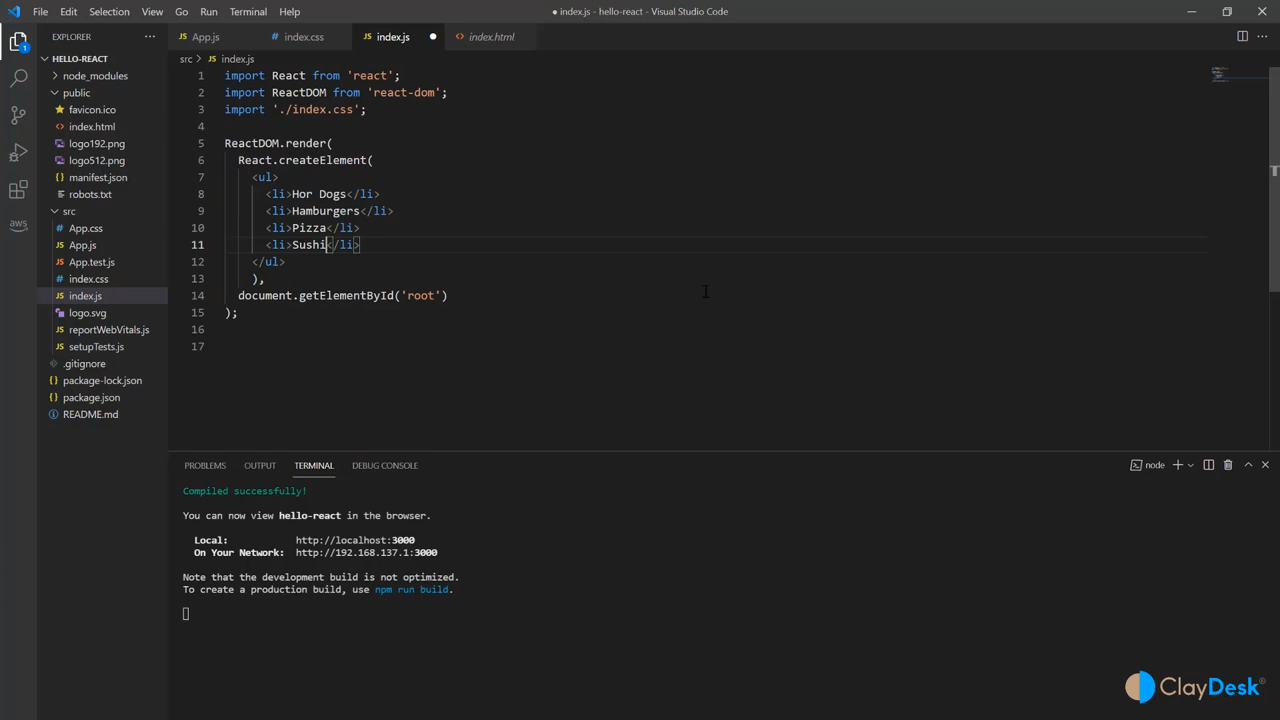 File Edit Selection View Go Run Terminal Help
● index.js - hello-react - Visual Studio Code
EXPLORER
HELLO-REACT
node_modules
public
favicon.ico
index.html
logo192.png
logo512.png
manifest.json
robots.txt
src
App.css
App.js
App.test.js
index.css
index.js
logo.svg
reportWebVitals.js
setupTests.js
.gitignore
package-lock.json
package.json
README.md
1
aws
App.js index.css index.js index.html
src > JS index.js
1 import React from 'react';
2 import ReactDOM from 'react-dom';
3 import './index.css';
4
5 ReactDOM.render(
6 React.createElement(
7 <ul>
8 <li>Hor Dogs</li>
9 <li>Hamburgers</li>
10 <li>Pizza</li>
11 <li>Sushi</li>
12 </ul>
13 ),
14 document.getElementById('root')
15 );
16
17
PROBLEMS OUTPUT TERMINAL DEBUG CONSOLE
node
Compiled successfully!
You can now view hello-react in the browser.
Local: http://localhost:3000
On Your Network: http://192.168.137.1:3000
Note that the development build is not optimized.
To create a production build, use npm run build.
ClayDesk®